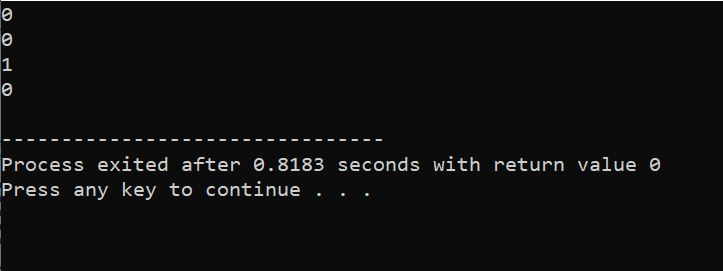 0
0
1
0
--------------------------------
Process exited after 0.8183 seconds with return value 0
Press any key to continue . . .